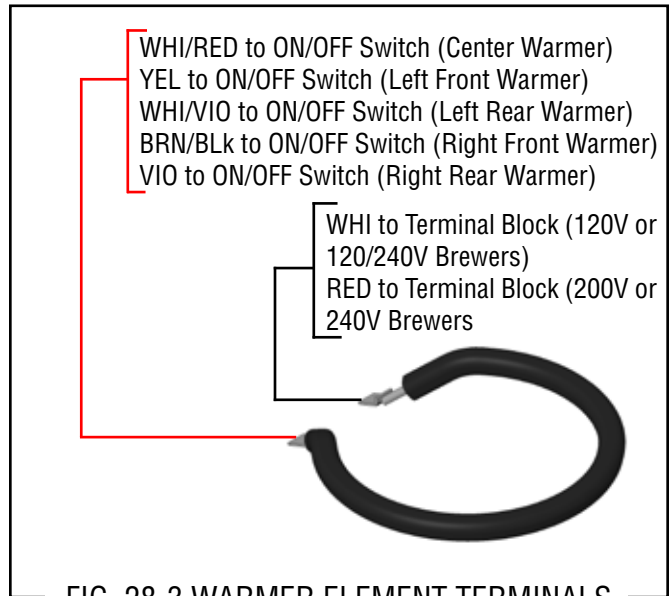 WHI/RED to ON/OFF Switch (Center Warmer)
YEL to ON/OFF Switch (Left Front Warmer)
WHI/VIO to ON/OFF Switch (Left Rear Warmer)
BRN/BLk to ON/OFF Switch (Right Front Warmer)
VIO to ON/OFF Switch (Right Rear Warmer)
WHI to Terminal Block (120V or
120/240V Brewers)
RED to Terminal Block (200V or
240V Brewers
FIG. 28-3 WARMER ELEMENT TERMINALS